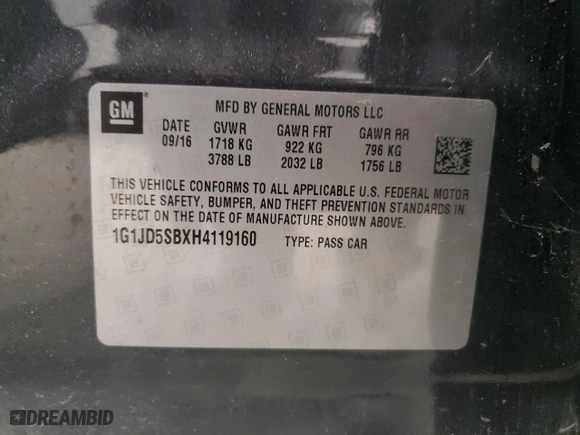 GM
MFD BY GENERAL MOTORS LLC
DATE GVWR GAWR FRT GAWR RR
09/16 1718 KG 922 KG 796 KG
3788 LB 2032 LB 1756 LB
THIS VEHICLE CONFORMS TO ALL APPLICABLE U.S. FEDERAL MOTOR
VEHICLE SAFETY, BUMPER, AND THEFT PREVENTION STANDARDS IN
EFFECT ON THE DATE OF MANUFACTURE SHOWN ABOVE.
1G1JD5SBXH4119160 TYPE: PASS CAR
DREAMBID